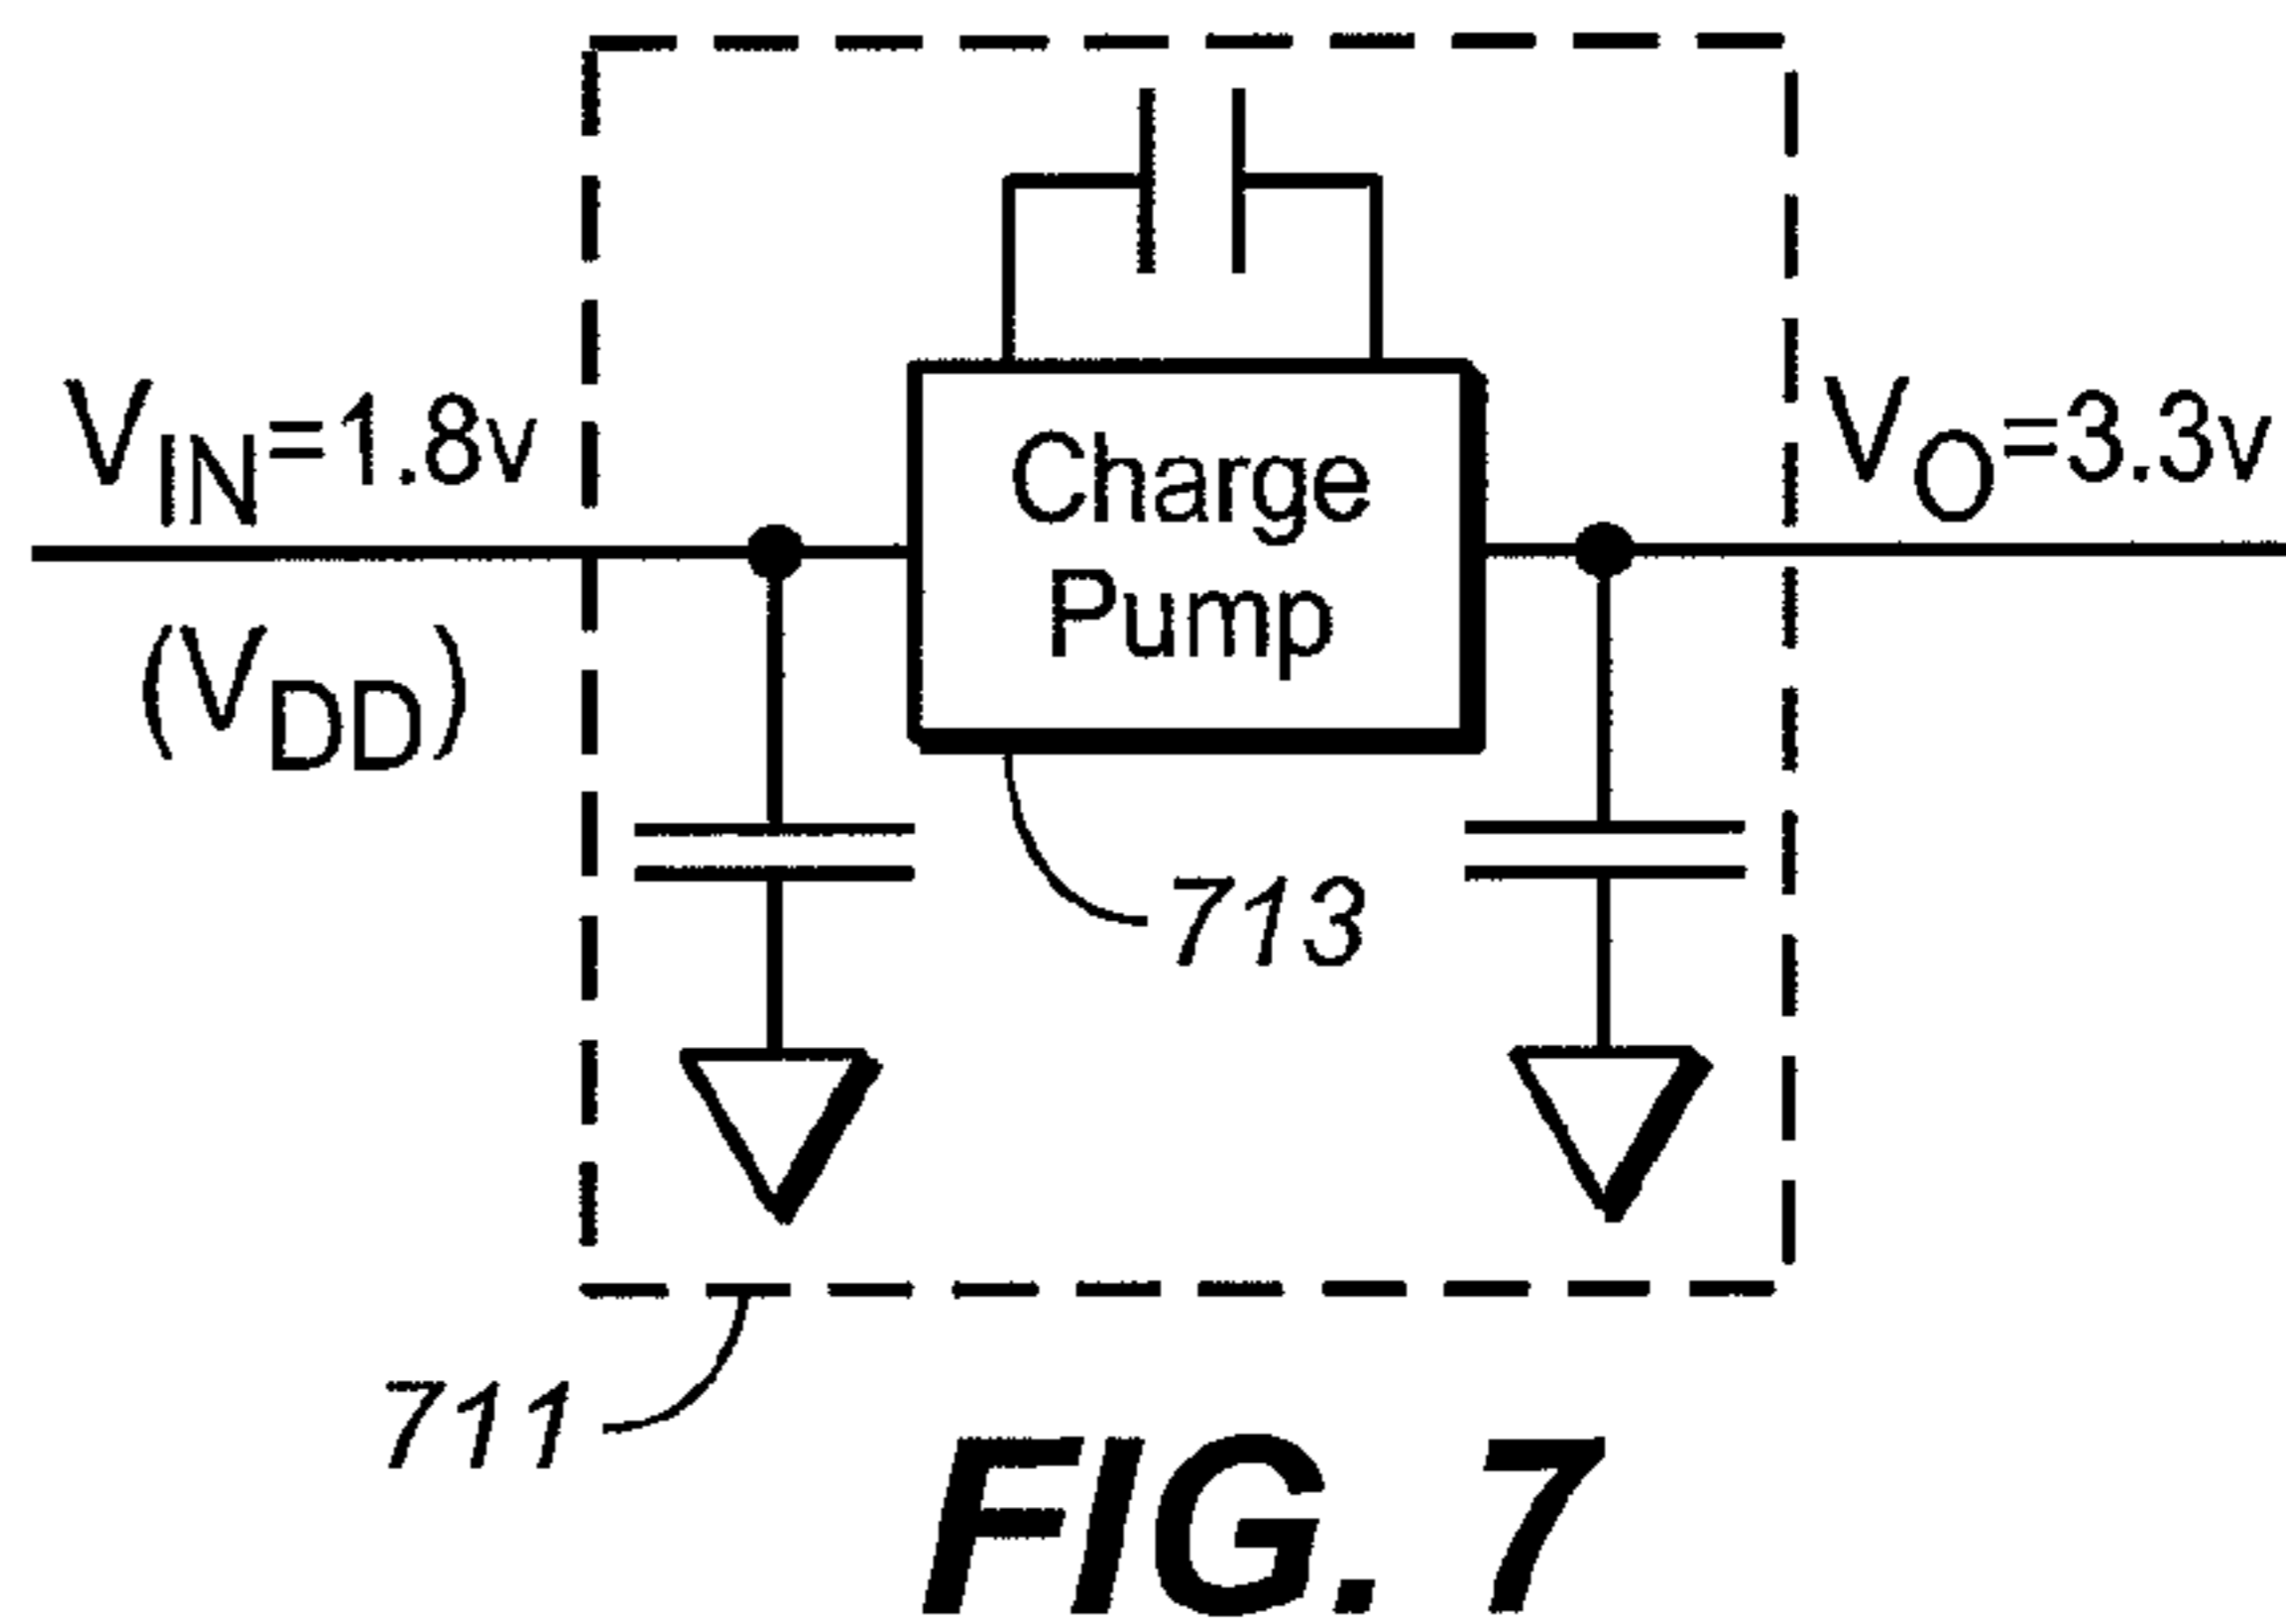 V_IN=1.8v
(V_DD)
Charge
Pump
V_O=3.3v
713
711
FIG. 7